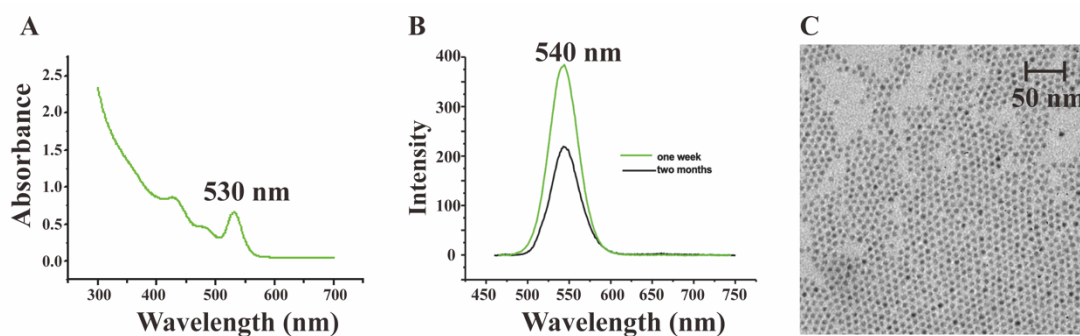 A
Absorbance
2.5
2.0
1.5
1.0
0.5
0.0
530 nm
300 400 500 600 700
Wavelength (nm)
B
Intensity
400
300
200
100
0
540 nm
one week
two months
450 500 550 600 650 700 750
Wavelength (nm)
C
50 nm